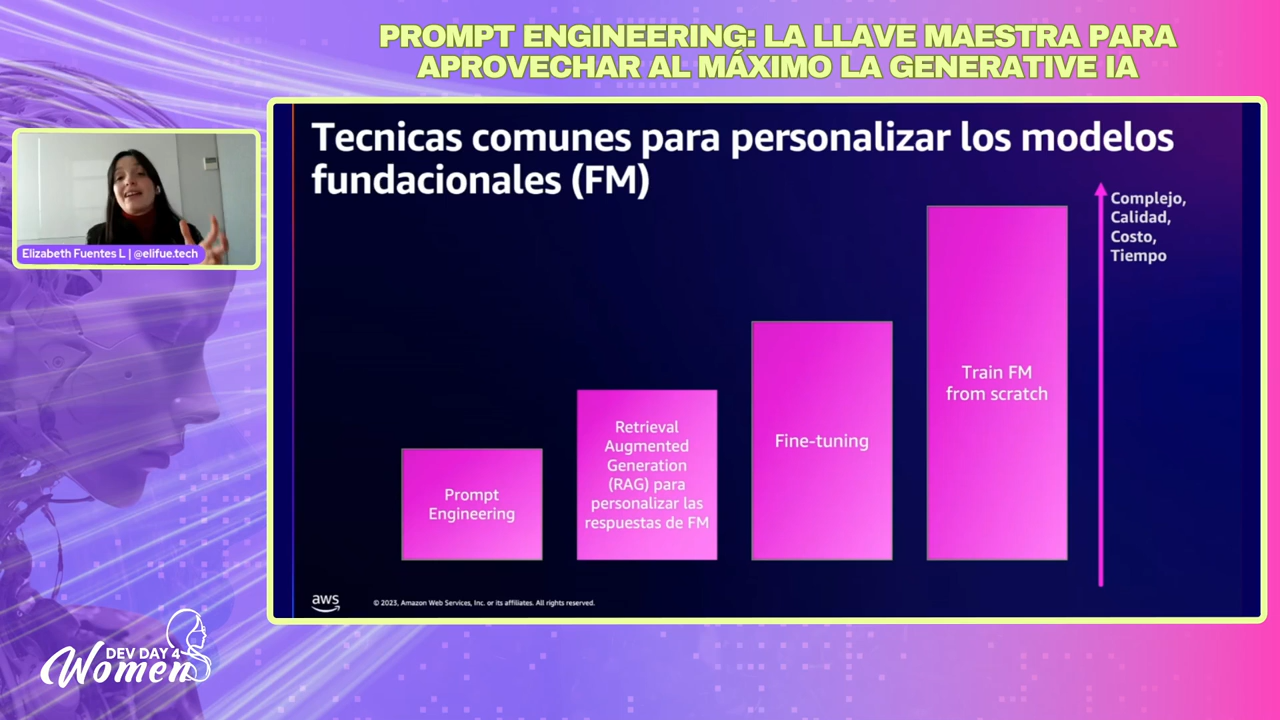 PROMPT ENGINEERING: LA LLAVE MAESTRA PARA
APROVECHAR AL MÁXIMO LA GENERATIVE IA
Elizabeth Fuentes L | @elifue.tech
Tecnicas comunes para personalizar los modelos
fundacionales (FM)
Complejo,
Calidad,
Costo,
Tiempo
Prompt
Engineering
Retrieval
Augmented
Generation
(RAG) para
personalizar las
respuestas de FM
Fine-tuning
Train FM
from scratch
aws
© 2023, Amazon Web Services, Inc. or its affiliates. All rights reserved.
DEV DAY 4
Women